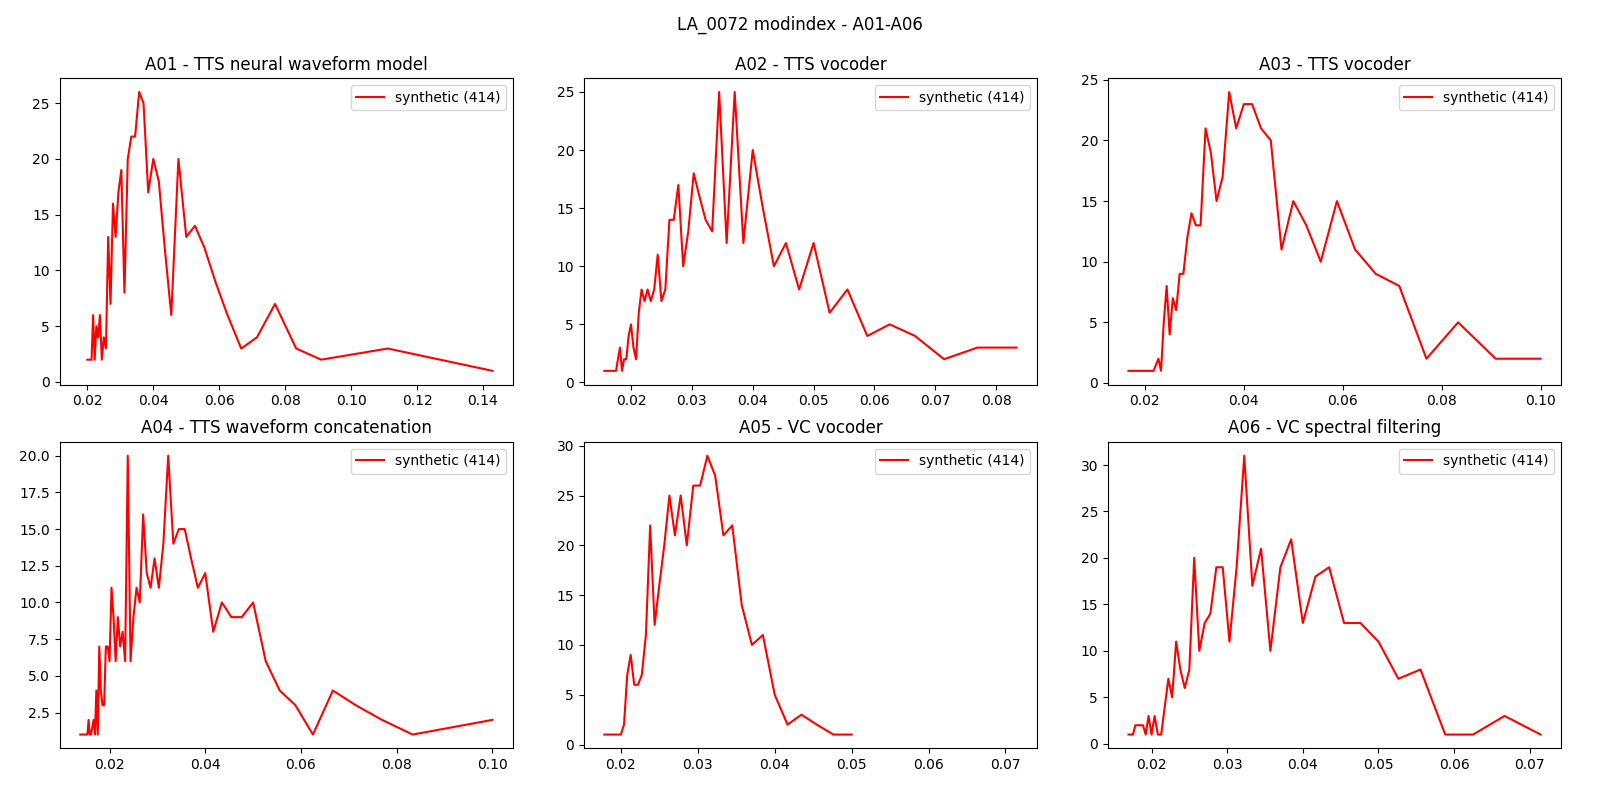 LA_0072 modindex - A01-A06
A01 - TTS neural waveform model
synthetic (414)
25
20
15
10
5
0
0.02 0.04 0.06 0.08 0.10 0.12 0.14
A02 - TTS vocoder
synthetic (414)
25
20
15
10
5
0
0.02 0.03 0.04 0.05 0.06 0.07 0.08
A03 - TTS vocoder
synthetic (414)
25
20
15
10
5
0
0.02 0.04 0.06 0.08 0.10
A04 - TTS waveform concatenation
synthetic (414)
20.0
17.5
15.0
12.5
10.0
7.5
5.0
2.5
0.02 0.04 0.06 0.08 0.10
A05 - VC vocoder
synthetic (414)
30
25
20
15
10
5
0
0.02 0.03 0.04 0.05 0.06 0.07
A06 - VC spectral filtering
synthetic (414)
30
25
20
15
10
5
0
0.02 0.03 0.04 0.05 0.06 0.07